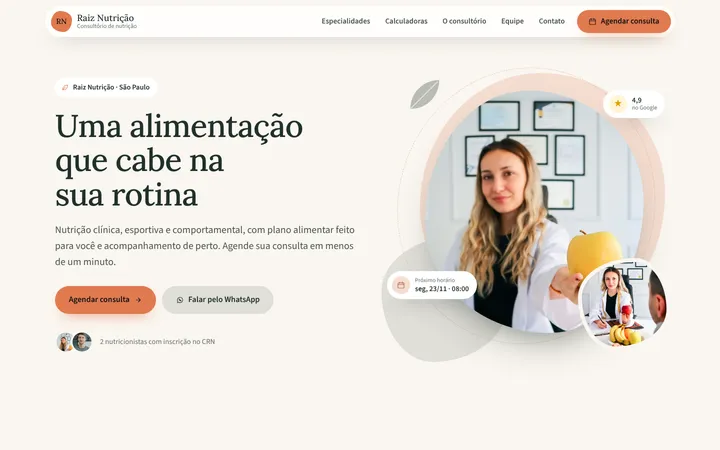 RN
Raiz Nutrição
Consultório de nutrição
Especialidades
Calculadoras
O consultório
Equipe
Contato
Agendar consulta
Raiz Nutrição · São Paulo
Uma alimentação
que cabe na
sua rotina
Nutrição clínica, esportiva e comportamental, com plano alimentar feito
para você e acompanhamento de perto. Agende sua consulta em menos
de um minuto.
Agendar consulta →
Falar pelo WhatsApp
2 nutricionistas com inscrição no CRN
4,9
no Google
Próximo horário
seg, 23/11 · 08:00